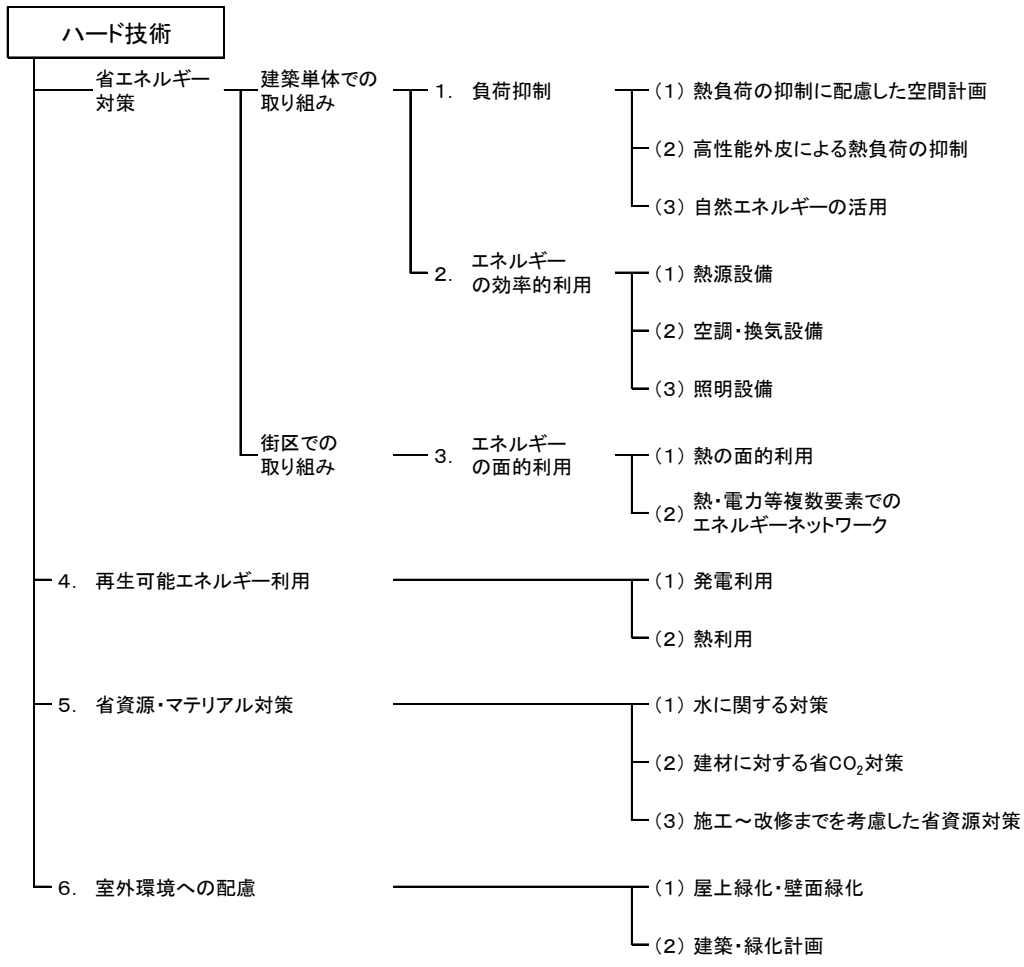 ハード技術
省エネルギー
対策
建築単体での
取り組み
1. 負荷抑制
(1) 熱負荷の抑制に配慮した空間計画
(2) 高性能外皮による熱負荷の抑制
(3) 自然エネルギーの活用
2. エネルギー
の効率的利用
(1) 熱源設備
(2) 空調・換気設備
(3) 照明設備
街区での
取り組み
3. エネルギー
の面的利用
(1) 熱の面的利用
(2) 熱・電力等複数要素での
エネルギーネットワーク
4. 再生可能エネルギー利用
(1) 発電利用
(2) 熱利用
5. 省資源・マテリアル対策
(1) 水に関する対策
(2) 建材に対する省CO₂対策
(3) 施工~改修までを考慮した省資源対策
6. 室外環境への配慮
(1) 屋上緑化・壁面緑化
(2) 建築・緑化計画